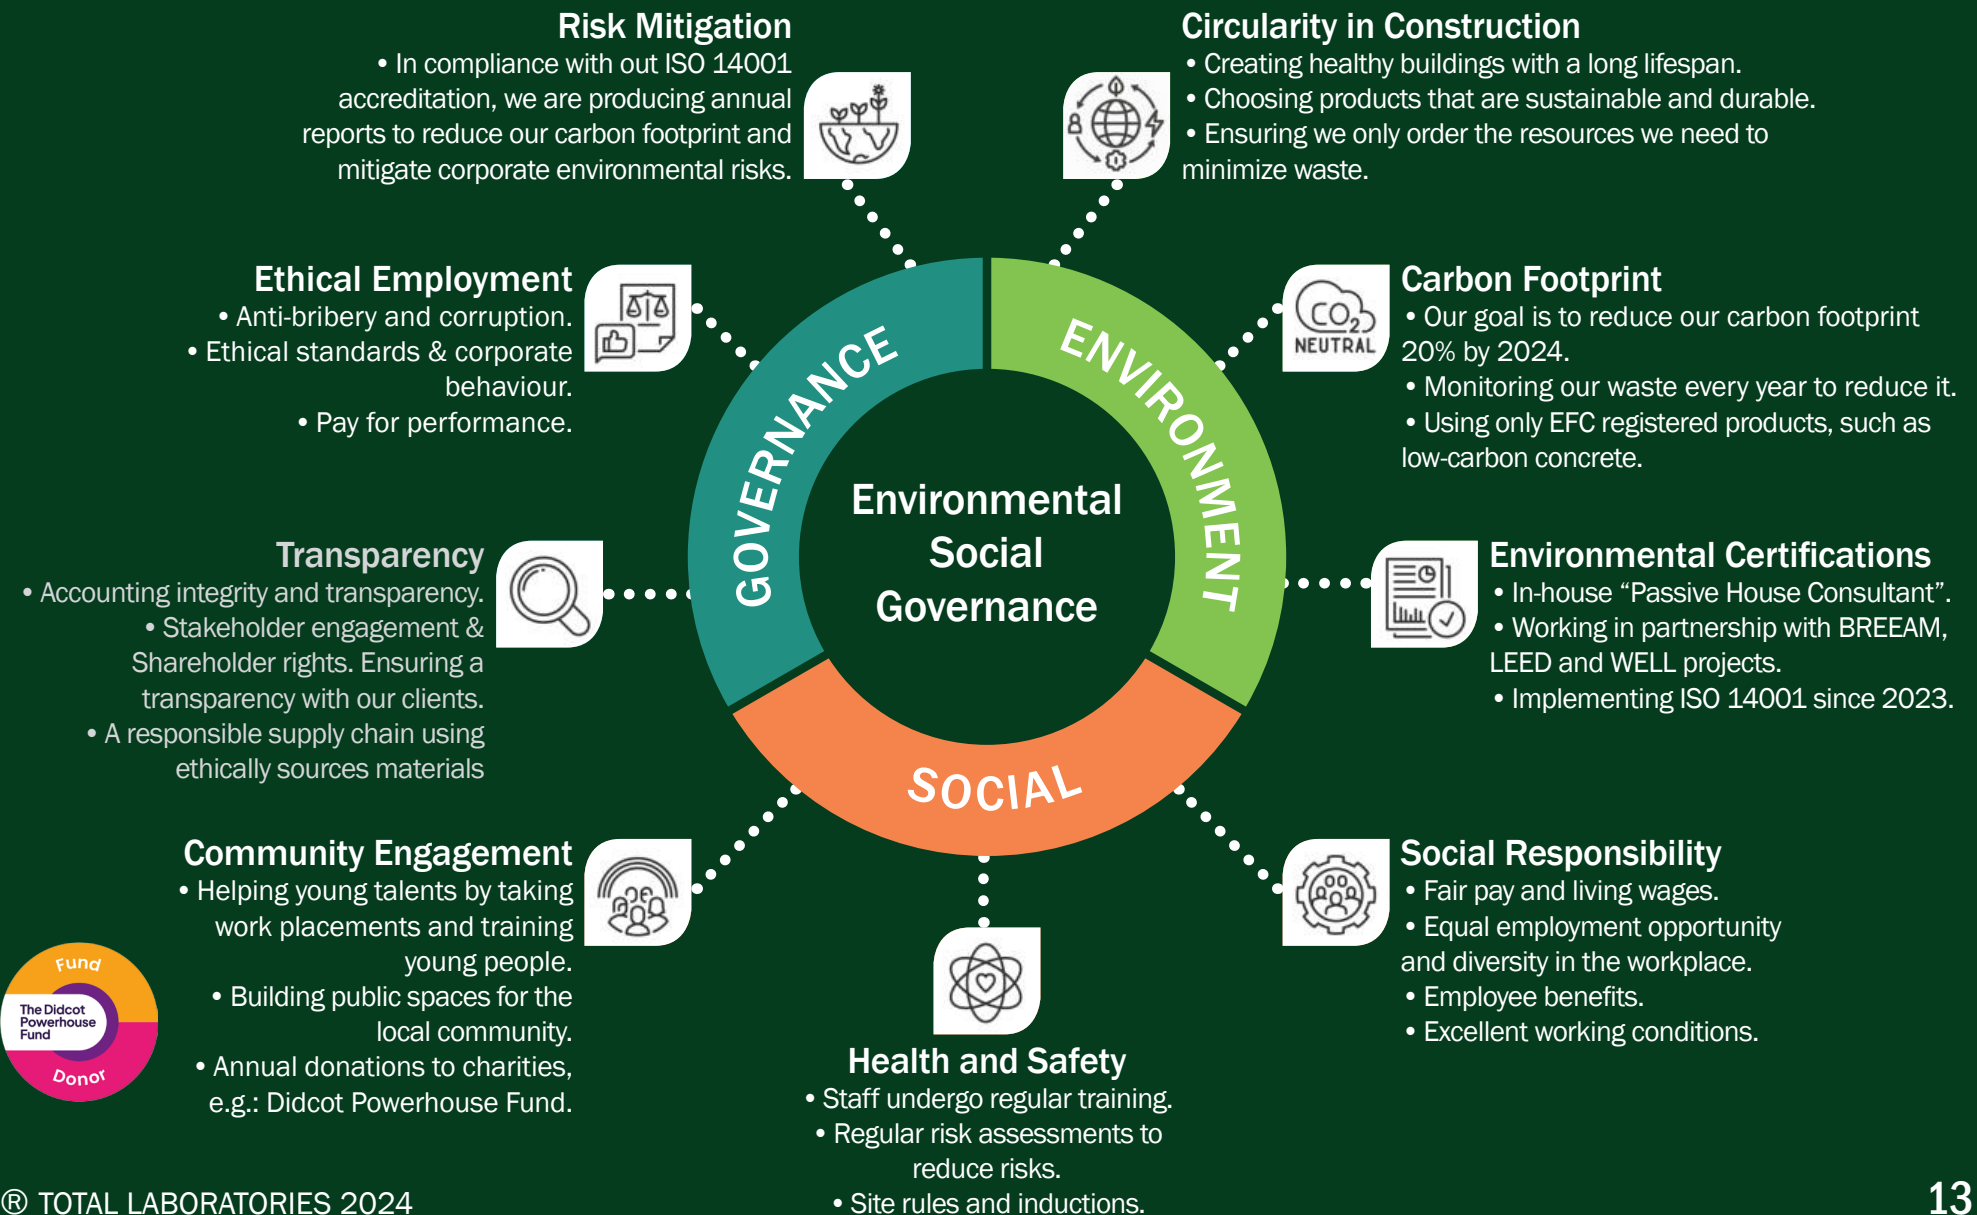 Risk Mitigation
• In compliance with out ISO 14001
accreditation, we are producing annual
reports to reduce our carbon footprint and
mitigate corporate environmental risks.
Circularity in Construction
• Creating healthy buildings with a long lifespan.
• Choosing products that are sustainable and durable.
• Ensuring we only order the resources we need to
minimize waste.
Ethical Employment
• Anti-bribery and corruption.
• Ethical standards & corporate
behaviour.
• Pay for performance.
CO2
NEUTRAL
Carbon Footprint
• Our goal is to reduce our carbon footprint
20% by 2024.
• Monitoring our waste every year to reduce it.
• Using only EFC registered products, such as
low-carbon concrete.
GOVERNANCE
ENVIRONMENT
SOCIAL
Environmental
Social
Governance
Transparency
• Accounting integrity and transparency.
• Stakeholder engagement &
Shareholder rights. Ensuring a
transparency with our clients.
• A responsible supply chain using
ethically sources materials
Environmental Certifications
• In-house “Passive House Consultant”.
• Working in partnership with BREEAM,
LEED and WELL projects.
• Implementing ISO 14001 since 2023.
Community Engagement
• Helping young talents by taking
work placements and training
young people.
• Building public spaces for the
local community.
• Annual donations to charities,
e.g.: Didcot Powerhouse Fund.
Fund
The Didcot
Powerhouse
Fund
Donor
Health and Safety
• Staff undergo regular training.
• Regular risk assessments to
reduce risks.
• Site rules and inductions.
Social Responsibility
• Fair pay and living wages.
• Equal employment opportunity
and diversity in the workplace.
• Employee benefits.
• Excellent working conditions.
® TOTAL LABORATORIES 2024
13